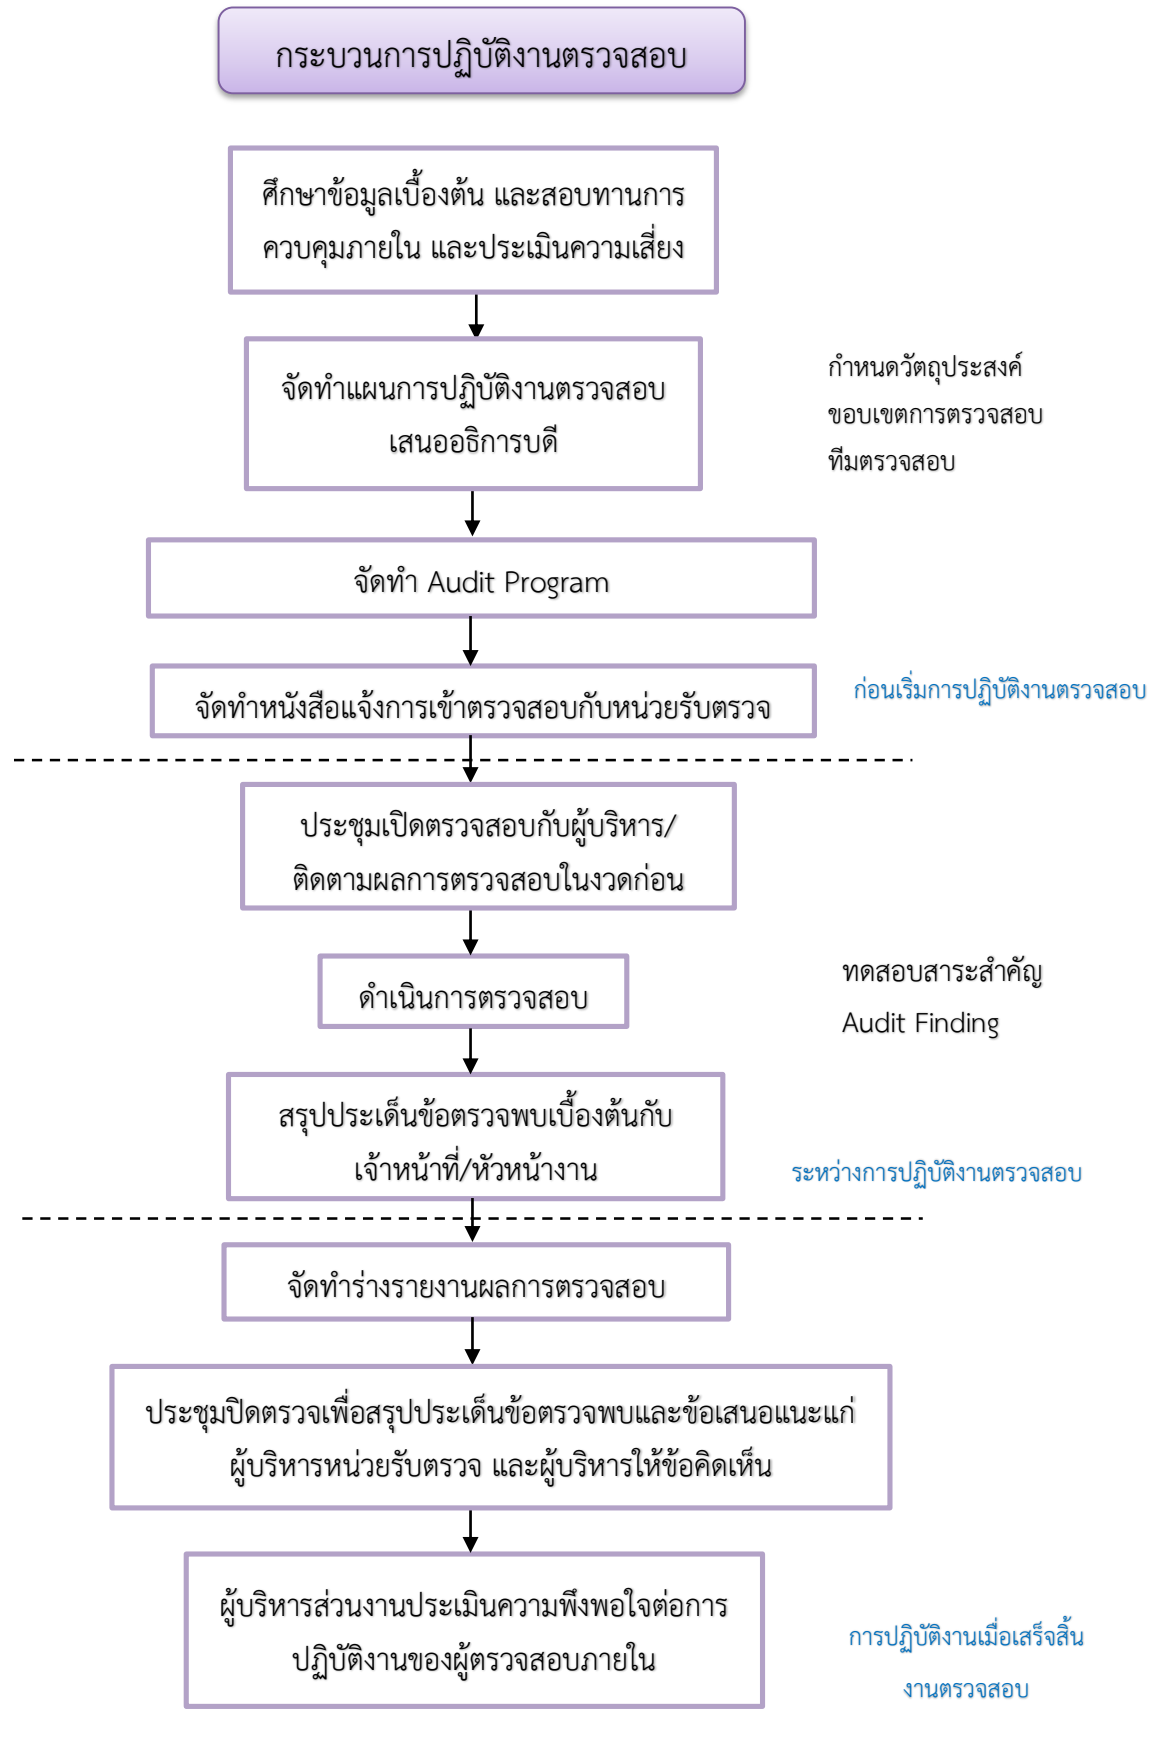 กระบวนการปฏิบัติงานตรวจสอบ
ศึกษาข้อมูลเบื้องต้น และสอบทานการ
ควบคุมภายใน และประเมินความเสี่ยง
จัดทำแผนการปฏิบัติงานตรวจสอบ
เสนออธิการบดี
กำหนดวัตถุประสงค์
ขอบเขตการตรวจสอบ
ทีมตรวจสอบ
จัดทำ Audit Program
จัดทำหนังสือแจ้งการเข้าตรวจสอบกับหน่วยรับตรวจ
ก่อนเริ่มการปฏิบัติงานตรวจสอบ
ประชุมเปิดตรวจสอบกับผู้บริหาร/
ติดตามผลการตรวจสอบในงวดก่อน
ดำเนินการตรวจสอบ
ทดสอบสาระสำคัญ
Audit Finding
สรุปประเด็นข้อตรวจพบเบื้องต้นกับ
เจ้าหน้าที่/หัวหน้างาน
ระหว่างการปฏิบัติงานตรวจสอบ
จัดทำร่างรายงานผลการตรวจสอบ
ประชุมปิดตรวจเพื่อสรุปประเด็นข้อตรวจพบและข้อเสนอแนะแก่
ผู้บริหารหน่วยรับตรวจ และผู้บริหารให้ข้อคิดเห็น
ผู้บริหารส่วนงานประเมินความพึงพอใจต่อการ
ปฏิบัติงานของผู้ตรวจสอบภายใน
การปฏิบัติงานเมื่อเสร็จสิ้น
งานตรวจสอบ